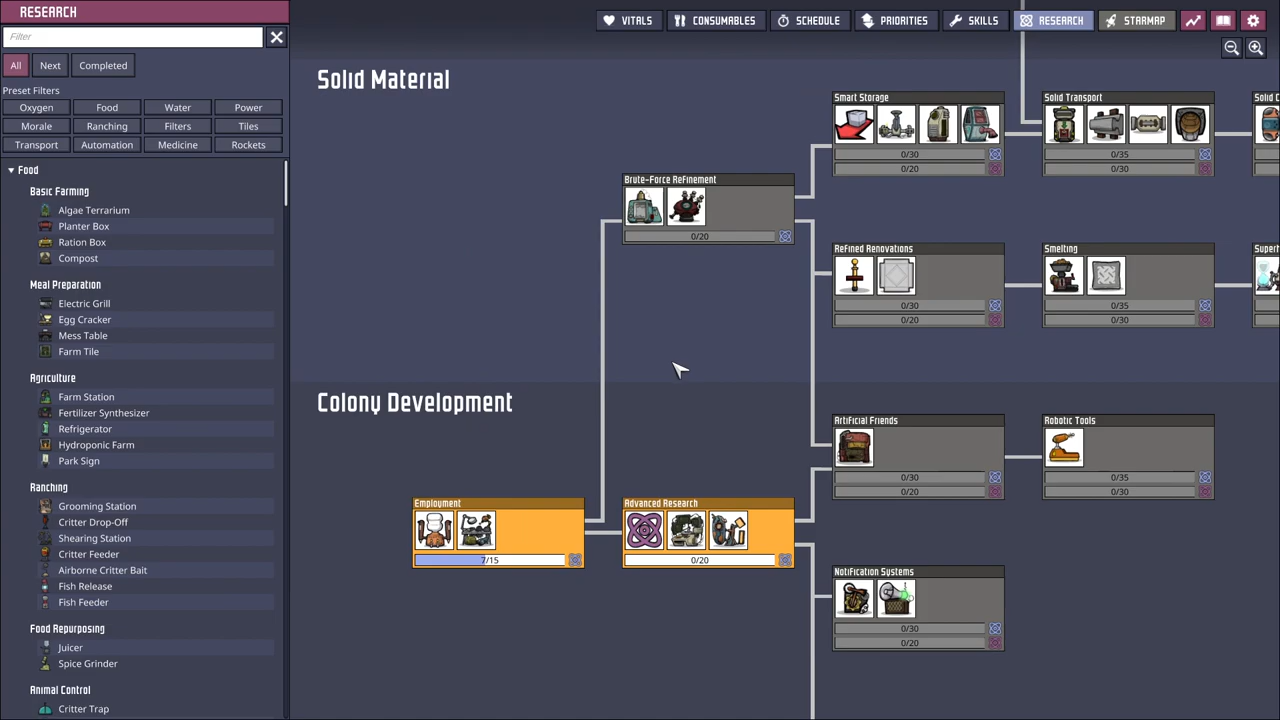 RESEARCH
VITALS
CONSUMABLES
SCHEDULE
PRIORITIES
SKILLS
RESEARCH
STARMAP
Filter
All
Next
Completed
Preset Filters
Oxygen
Food
Water
Power
Morale
Ranching
Filters
Tiles
Transport
Automation
Medicine
Rockets
Food
Basic Farming
Algae Terrarium
Planter Box
Ration Box
Compost
Meal Preparation
Electric Grill
Egg Cracker
Mess Table
Farm Tile
Agriculture
Farm Station
Fertilizer Synthesizer
Refrigerator
Hydroponic Farm
Park Sign
Ranching
Grooming Station
Critter Drop-Off
Shearing Station
Critter Feeder
Airborne Critter Bait
Fish Release
Fish Feeder
Food Repurposing
Juicer
Spice Grinder
Animal Control
Critter Trap
Solid Material
Smart Storage
0/30
0/20
Solid Transport
0/35
0/30
Brute-Force Refinement
0/20
Refined Renovations
0/30
0/20
Smelting
0/35
0/30
Colony Development
Artificial Friends
0/30
0/20
Robotic Tools
0/35
0/30
Employment
7/15
Advanced Research
0/20
Notification Systems
0/30
0/20